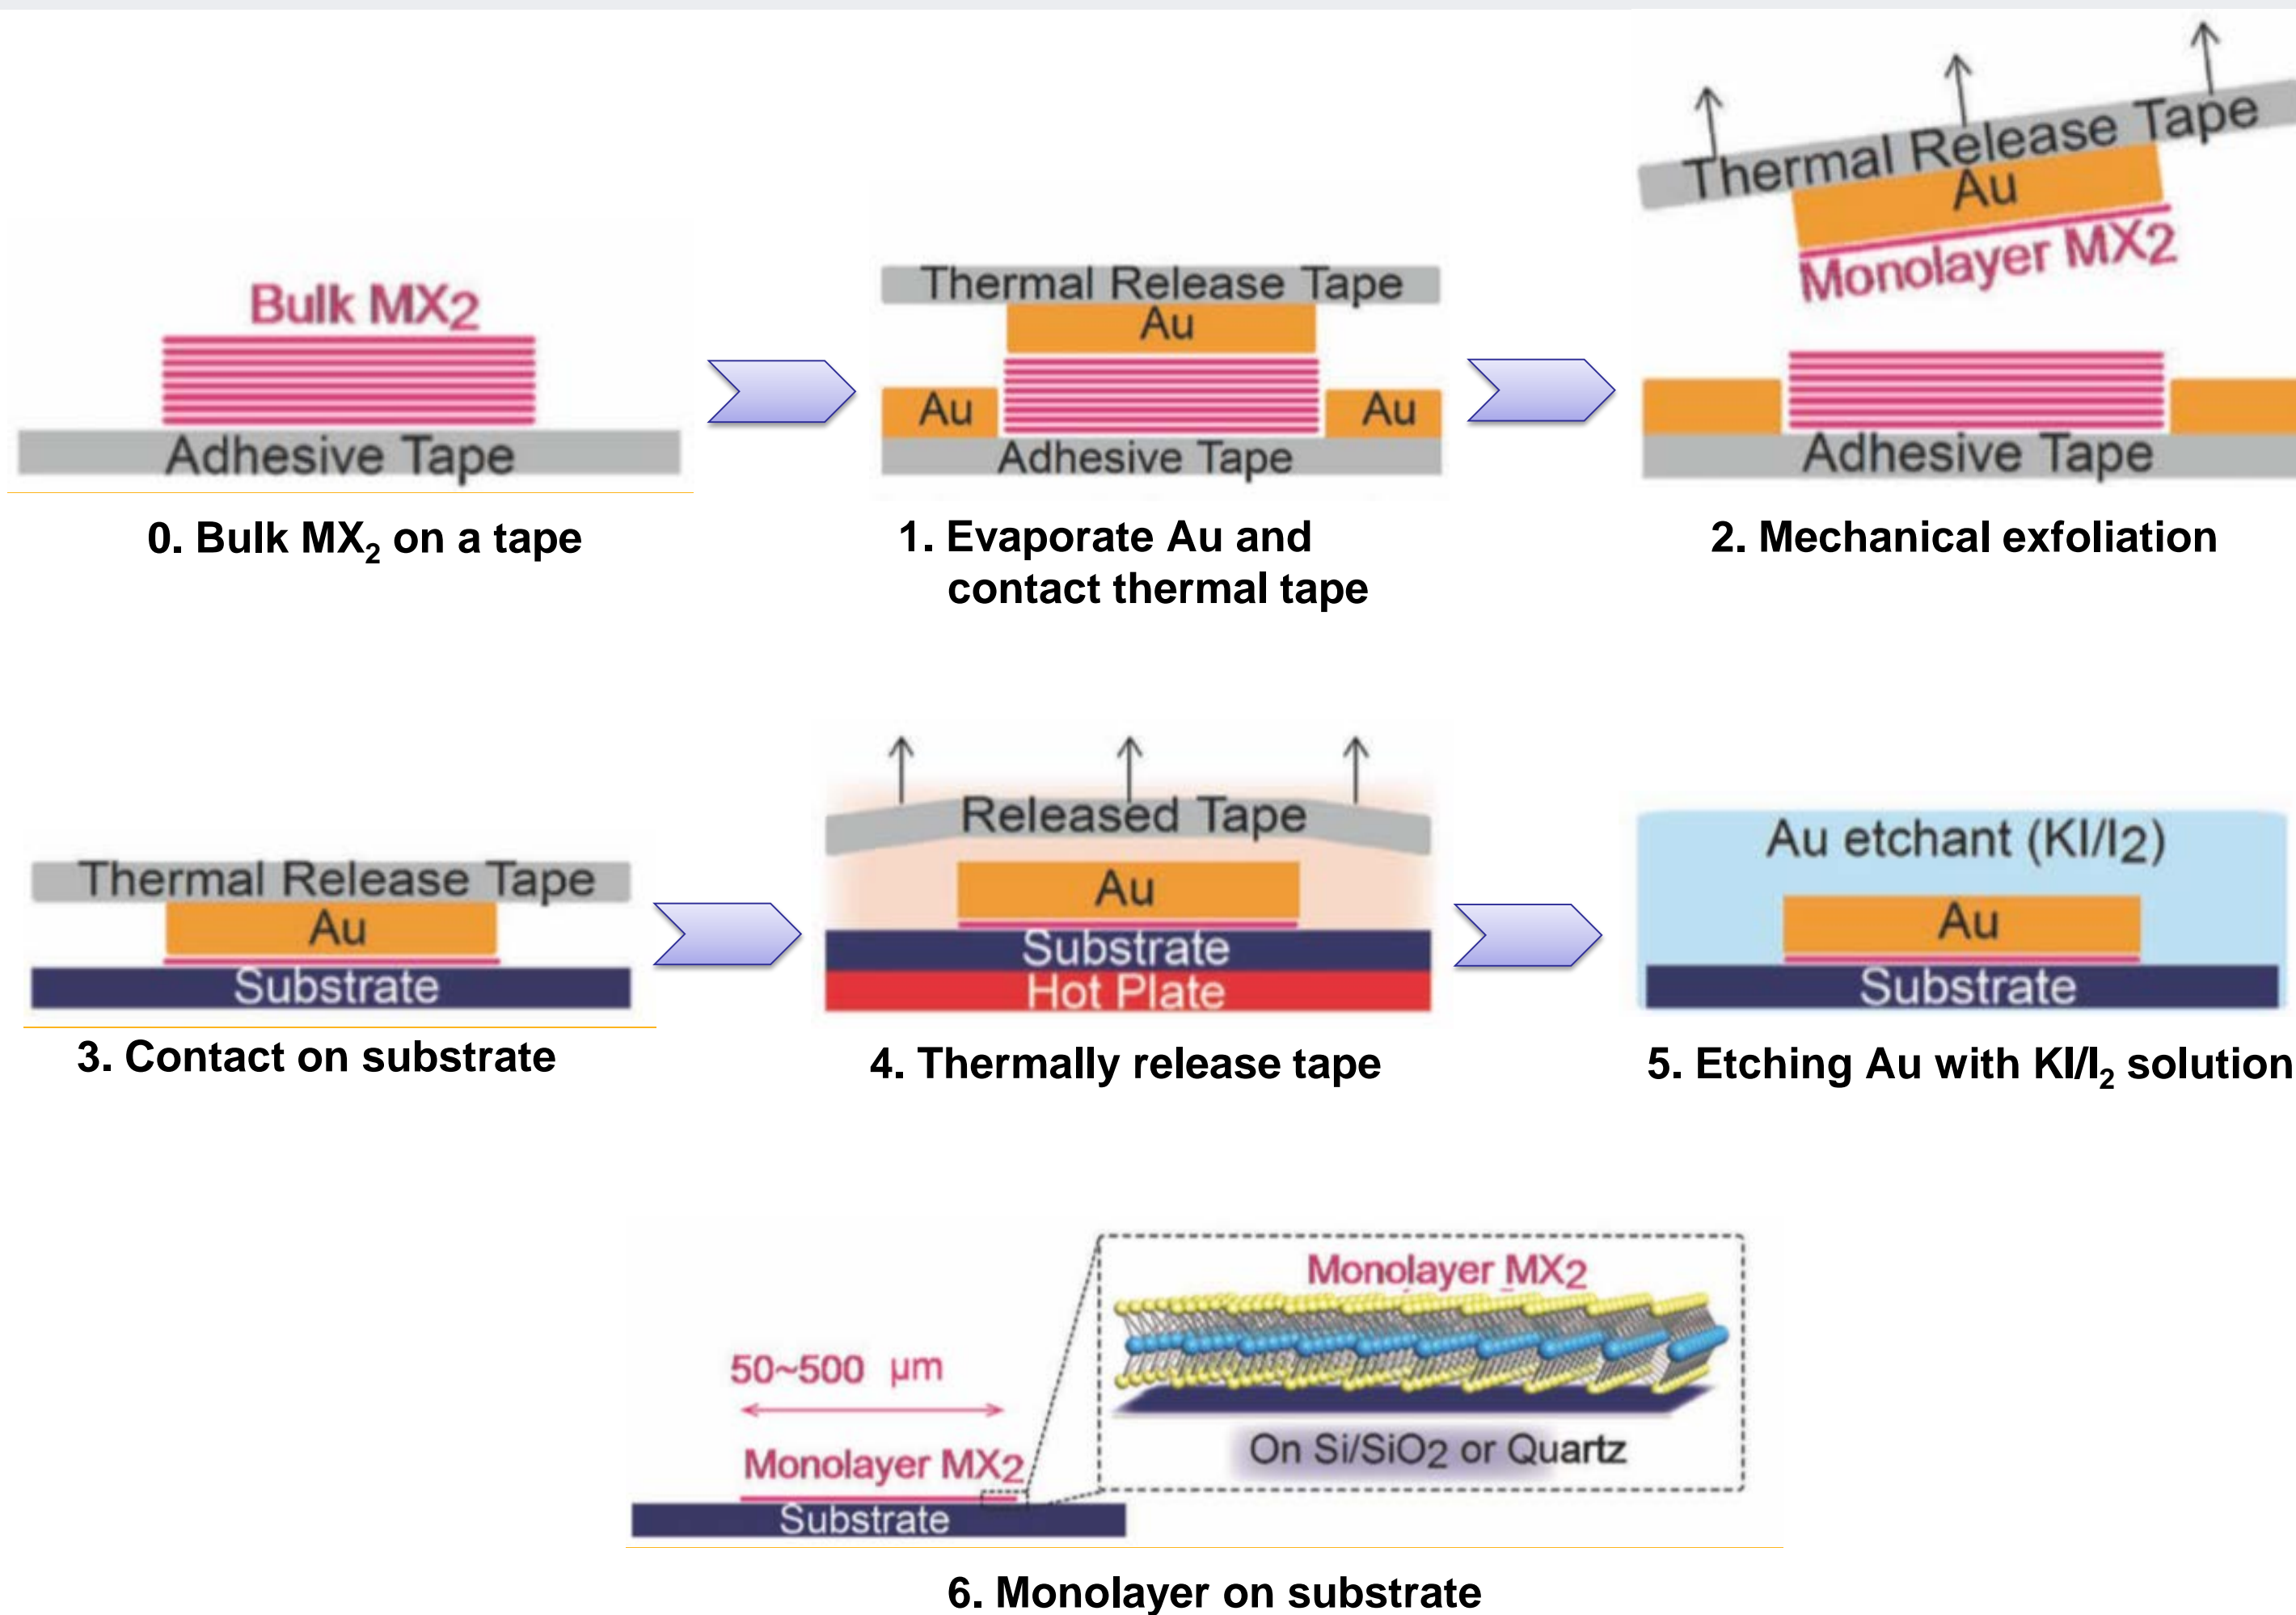 Bulk MX2
Adhesive Tape
0. Bulk MX₂ on a tape
Thermal Release Tape
Au
Au
Au
Adhesive Tape
1. Evaporate Au and
contact thermal tape
Thermal Release Tape
Au
Monolayer MX2
Adhesive Tape
2. Mechanical exfoliation
Thermal Release Tape
Au
Substrate
3. Contact on substrate
Released Tape
Au
Substrate
Hot Plate
4. Thermally release tape
Au etchant (KI/I2)
Au
Substrate
5. Etching Au with KI/I₂ solution
50~500 μm
Monolayer MX2
Substrate
Monolayer MX2
On Si/SiO2 or Quartz
6. Monolayer on substrate